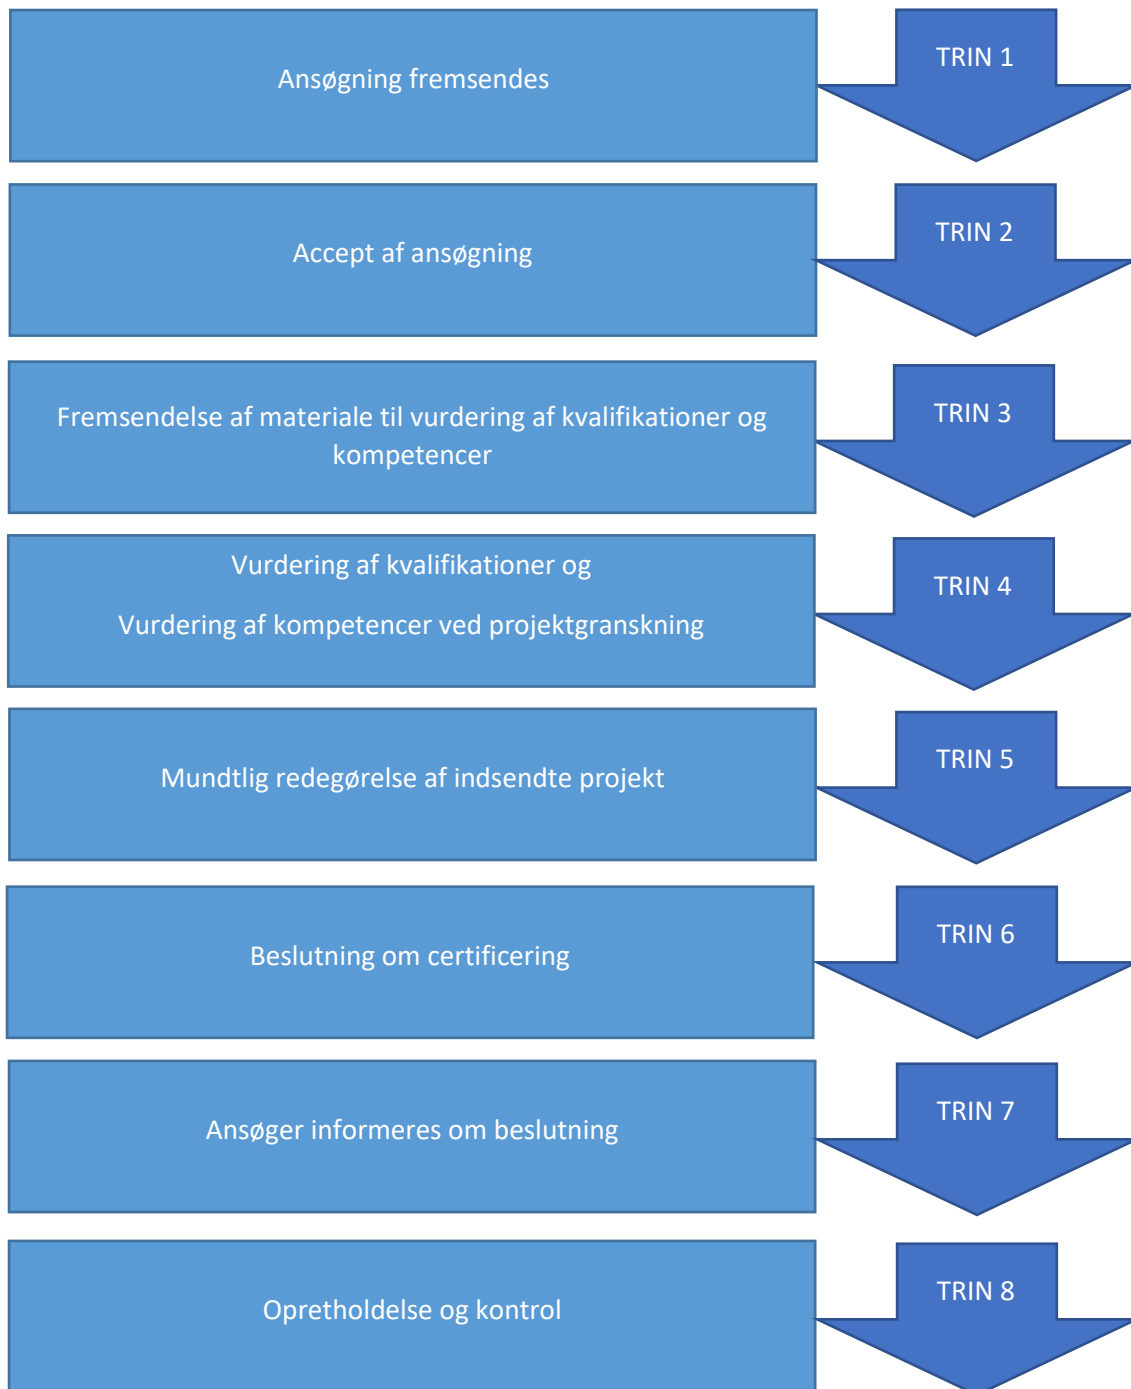 Ansøgning fremsendes
TRIN 1
Accept af ansøgning
TRIN 2
Fremsendelse af materiale til vurdering af kvalifikationer og
kompetencer
TRIN 3
Vurdering af kvalifikationer og
Vurdering af kompetencer ved projektgranskning
TRIN 4
Mundtlig redegørelse af indsendte projekt
TRIN 5
Beslutning om certificering
TRIN 6
Ansøger informeres om beslutning
TRIN 7
Opretholdelse og kontrol
TRIN 8